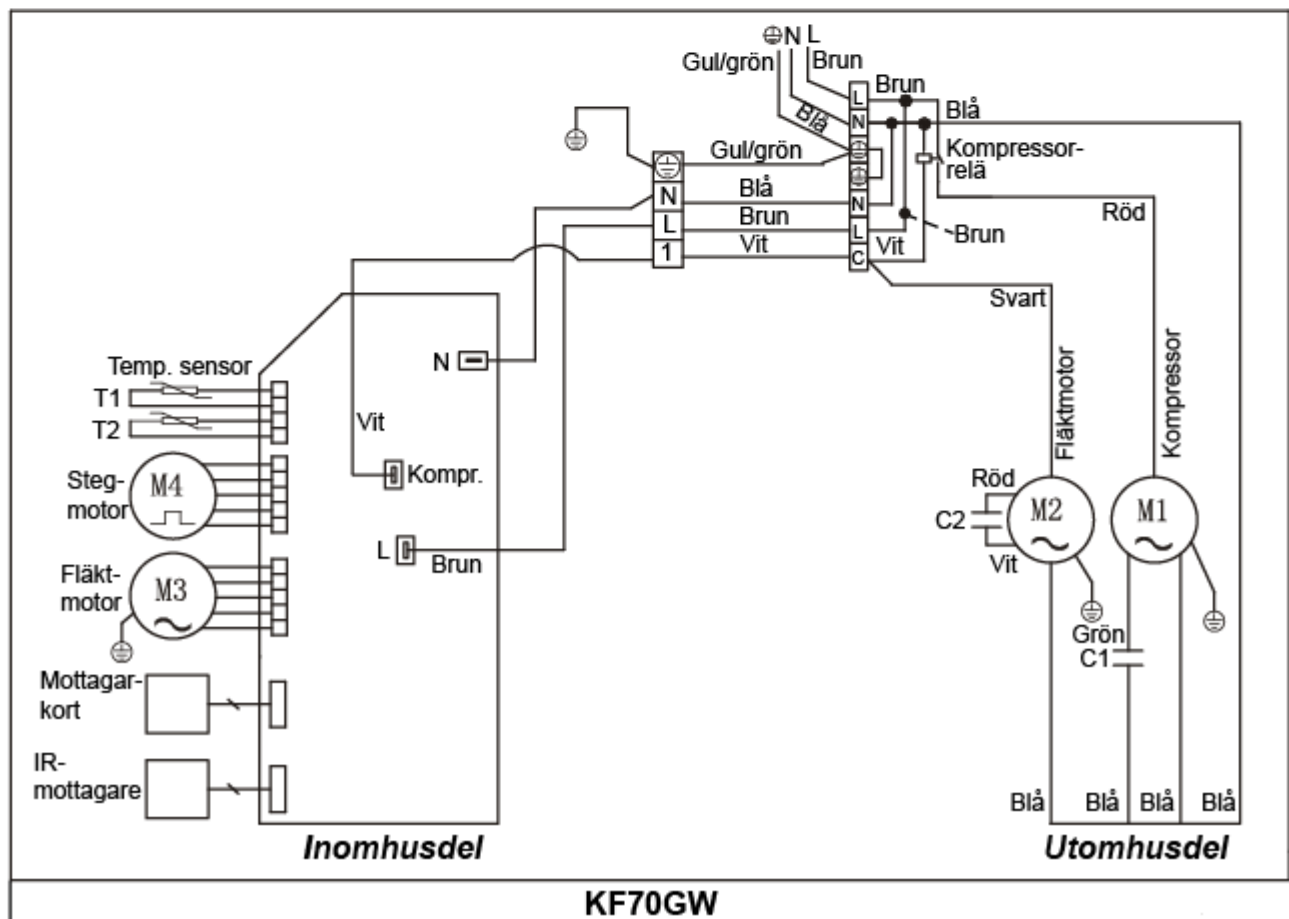 N L
Gul/grön
Brun
Brun
L
Blå
Blå
N
Gul/grön
Kompressor-
relä
N
Blå
N
Röd
L
Brun
L
Brun
1
Vit
C
Vit
Svart
Temp. sensor
N
T1
T2
Vit
Fläktmotor
Kompressor
Steg-
motor
M4
Kompr.
Röd
C2
M2
M1
Vit
L
Brun
Fläkt-
motor
M3
Grön
C1
Mottagar-
kort
IR-
mottagare
Blå
Blå
Blå
Blå
Inomhusdel
Utomhusdel
KF70GW